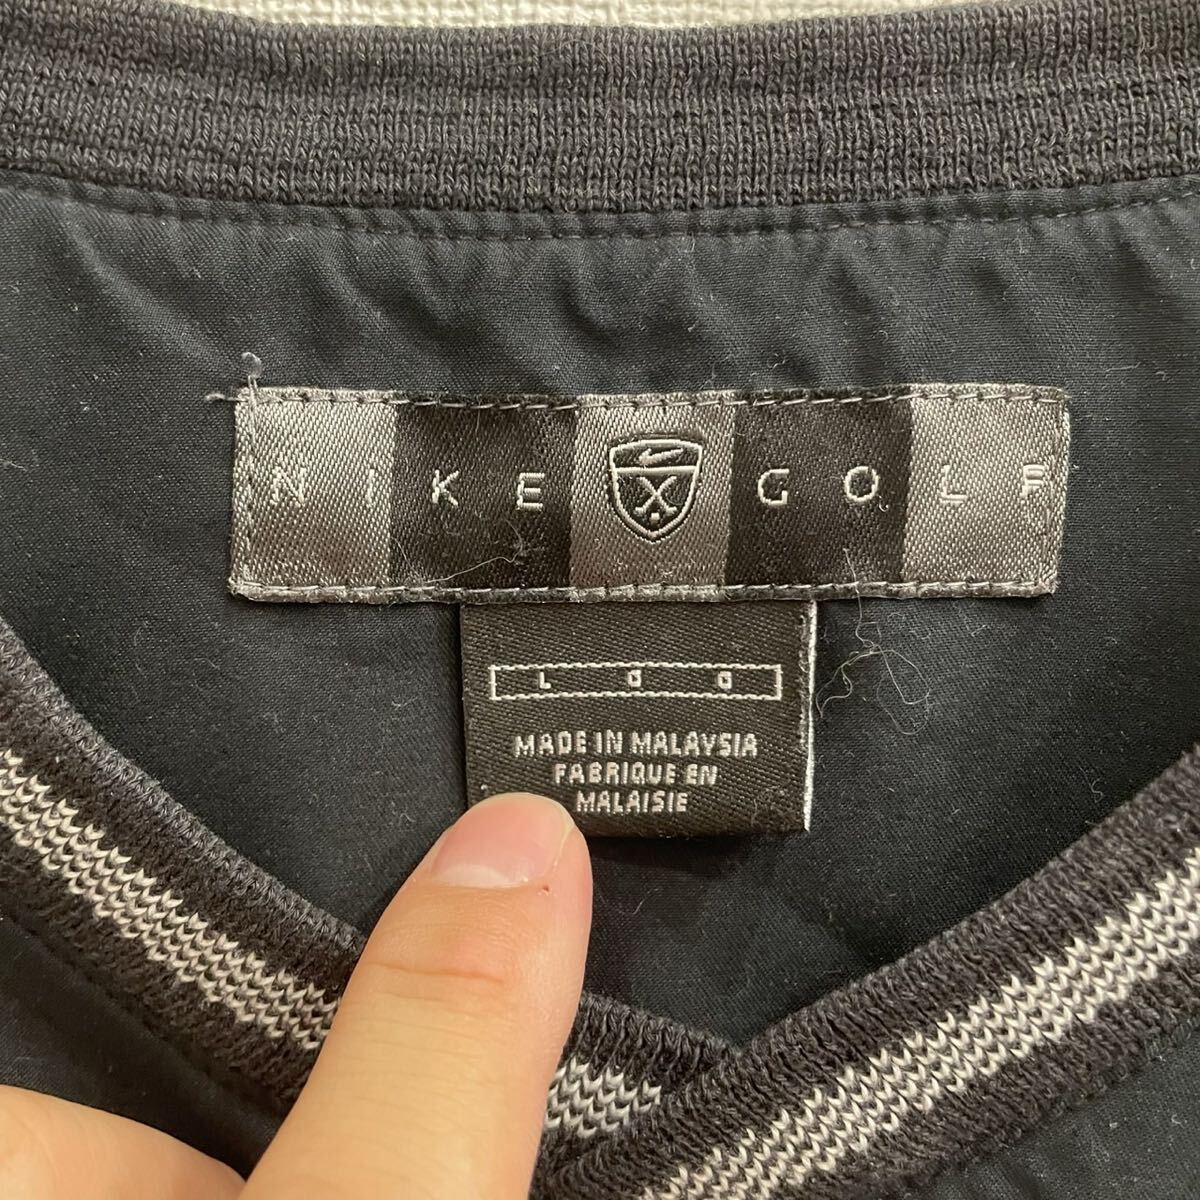 NIKE GOLF
L G G
MADE IN MALAYSIA
FABRIQUE EN
MALAISIE